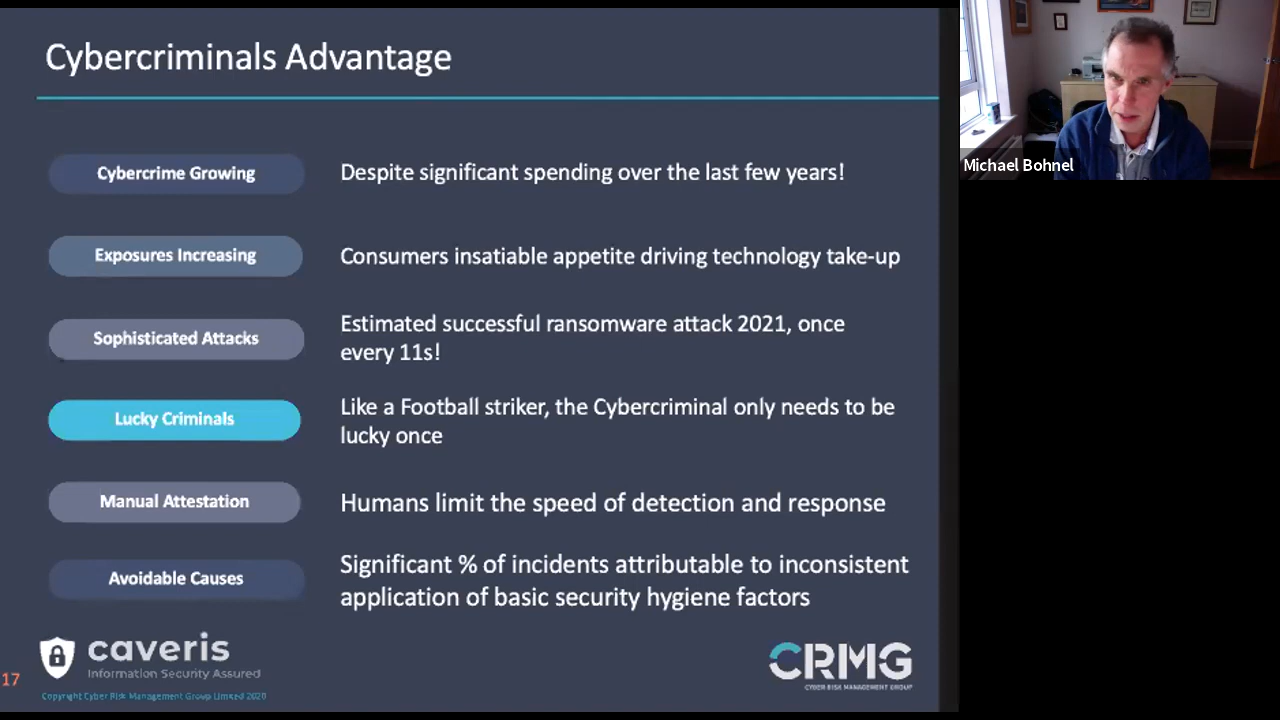 Cybercriminals Advantage
Cybercrime Growing
Despite significant spending over the last few years!
Exposures Increasing
Consumers insatiable appetite driving technology take-up
Sophisticated Attacks
Estimated successful ransomware attack 2021, once
every 11s!
Lucky Criminals
Like a Football striker, the Cybercriminal only needs to be
lucky once
Manual Attestation
Humans limit the speed of detection and response
Avoidable Causes
Significant % of incidents attributable to inconsistent
application of basic security hygiene factors
caveris
Information Security Assured
Copyright Cyber Risk Management Group Limited 2020
17
CRMG
CYBER RISK MANAGEMENT GROUP
Michael Bohnel